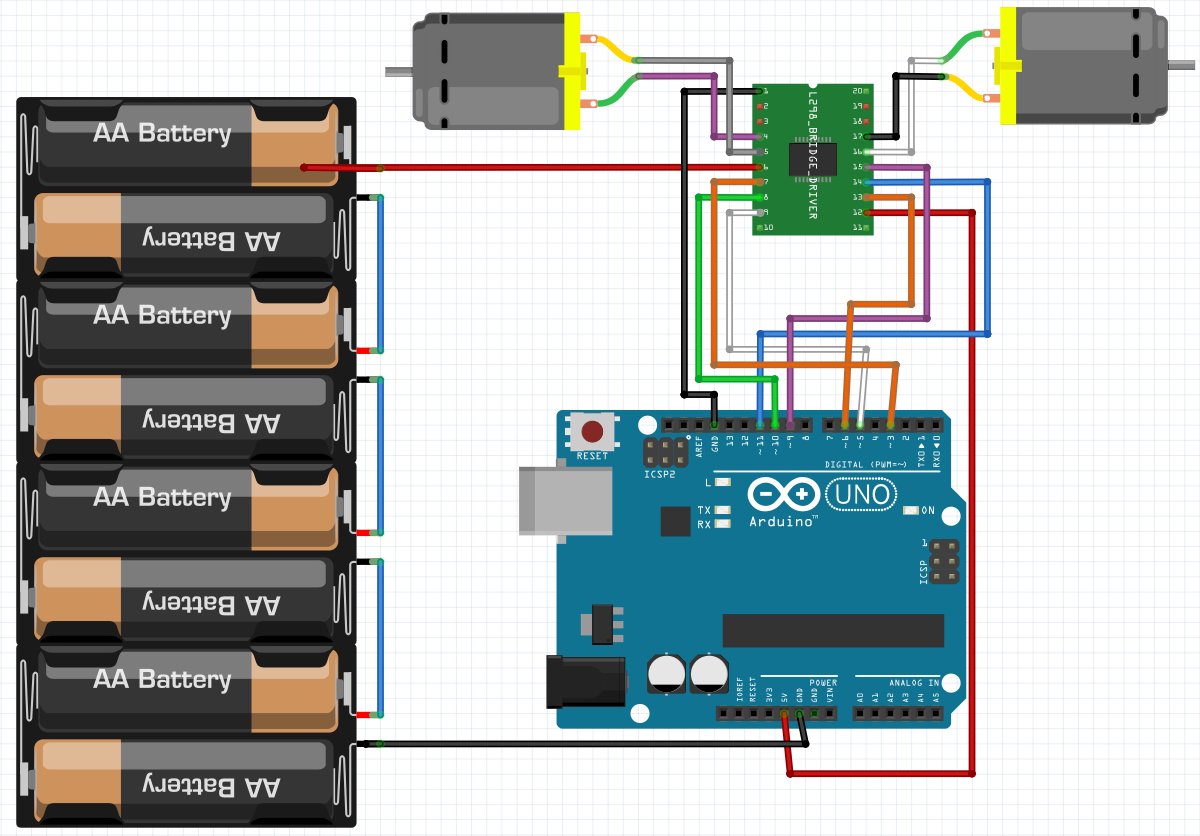 AA Battery
AA Battery
AA Battery
AA Battery
AA Battery
AA Battery
AA Battery
AA Battery
L298_BRIDGE_DRIVER
1
2
3
4
5
6
7
8
9
10
20
19
18
17
16
15
14
13
12
11
RESET
ICSP2
AREF
GND
13
12
~11
~10
~9
8
7
~6
~5
4
~3
2
TX0▶1
RX0◀0
DIGITAL (PWM=~)
L
TX
RX
UNO
Arduino™
ON
1
ICSP
POWER
ANALOG IN
IOREF
RESET
3V3
5V
GND
GND
VIN
A0
A1
A2
A3
A4
A5